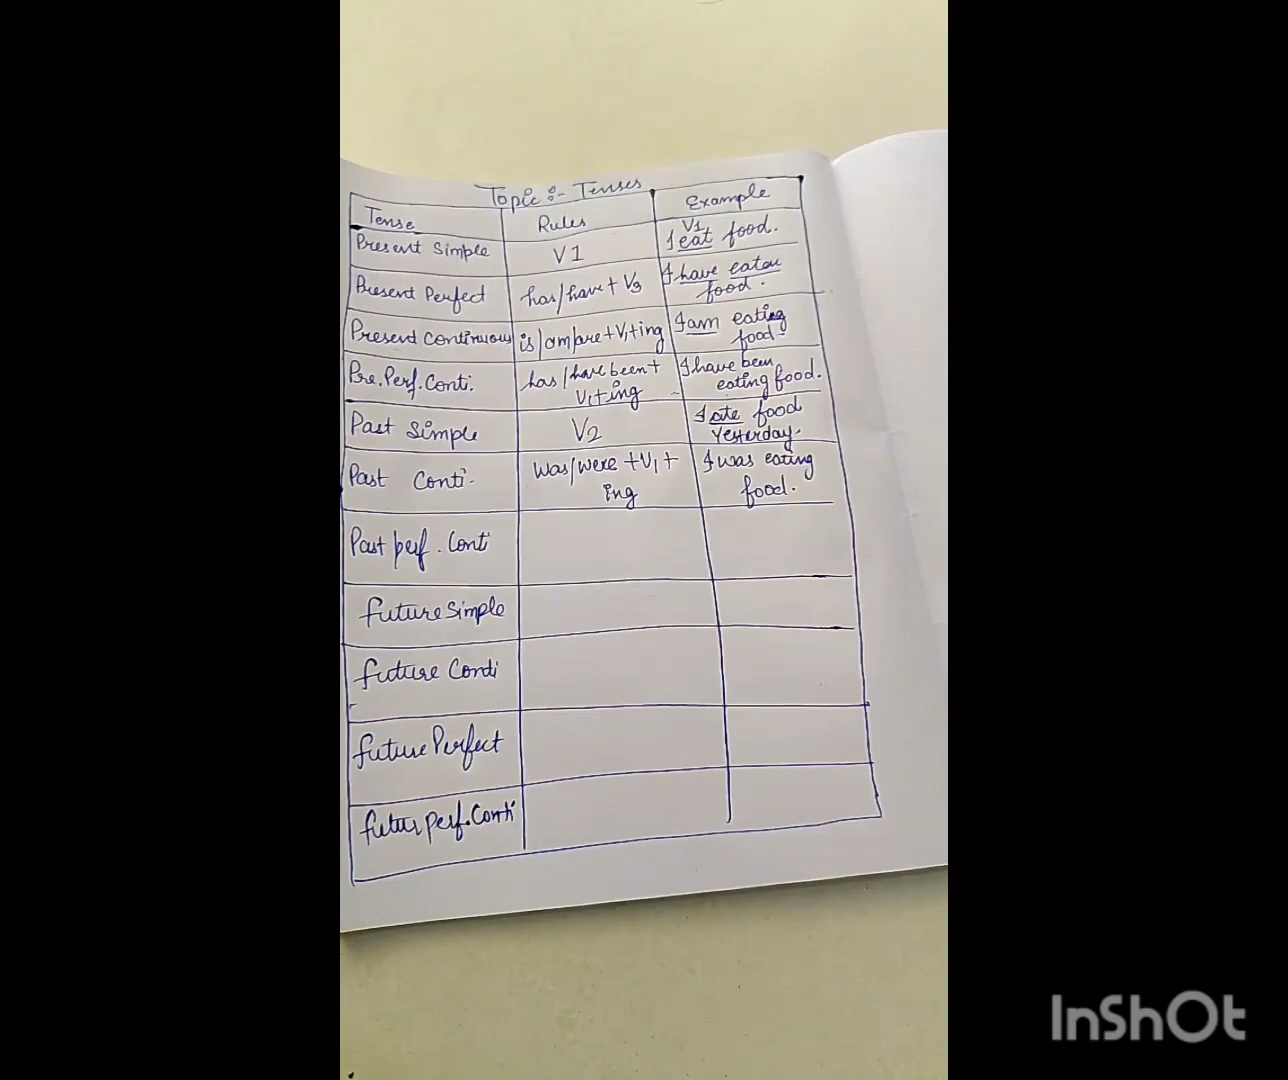 Topic :- Tenses
Tense Rules Example
Present Simple V1 V1 I eat food.
Present Perfect has/have + V3 I have eaten food.
Present Continuous is/am/are + V1 + ing I am eating food.
Pre. Perf. Conti. has/have been + V1 + ing I have been eating food.
Past Simple V2 I ate food Yesterday.
Past Conti. was/were + V1 + ing I was eating food.
Past perf. Conti
future Simple
future Conti
future Perfect
futur perf. Conti
InShOt